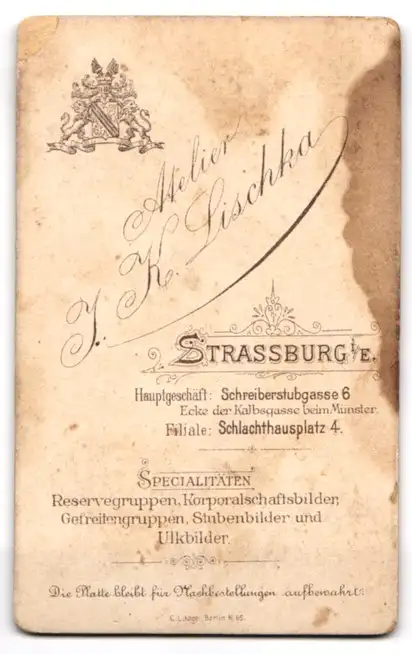 Atelier
J. K. Lischka
STRASSBURG i/E.
Hauptgeschäft: Schreiberstubgasse 6
Ecke der Kalbsgasse beim Münster.
Filiale: Schlachthausplatz 4.
SPECIALITÄTEN
Reservegruppen, Korporalschaftsbilder,
Gefreitengruppen, Stubenbilder und
Ulkbilder.
Die Platte bleibt für Nachbestellungen aufbewahrt.
Berlin